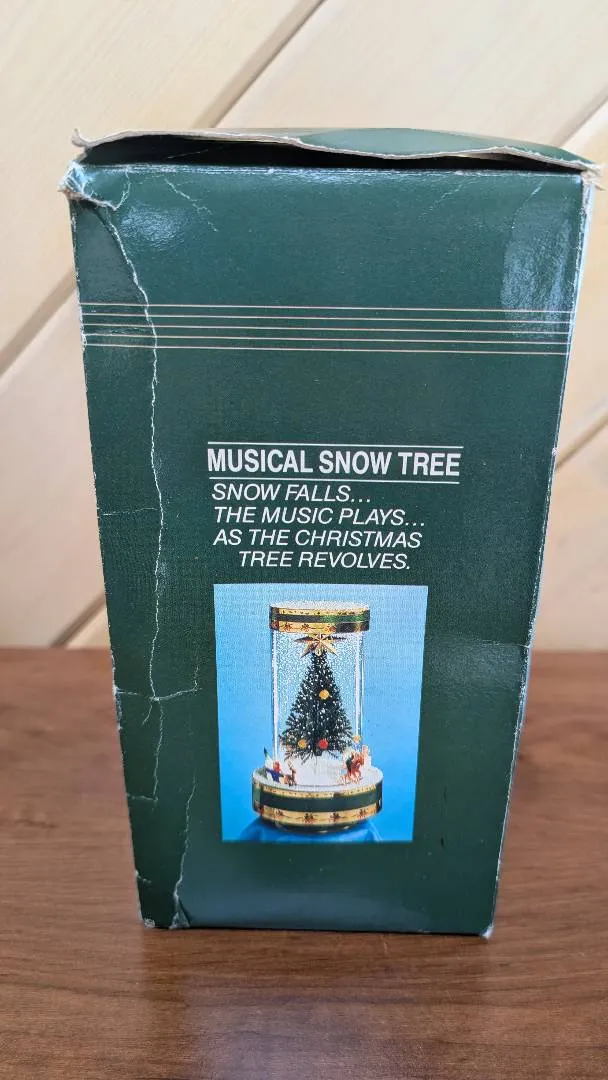 MUSICAL SNOW TREE
SNOW FALLS...
THE MUSIC PLAYS...
AS THE CHRISTMAS
TREE REVOLVES.